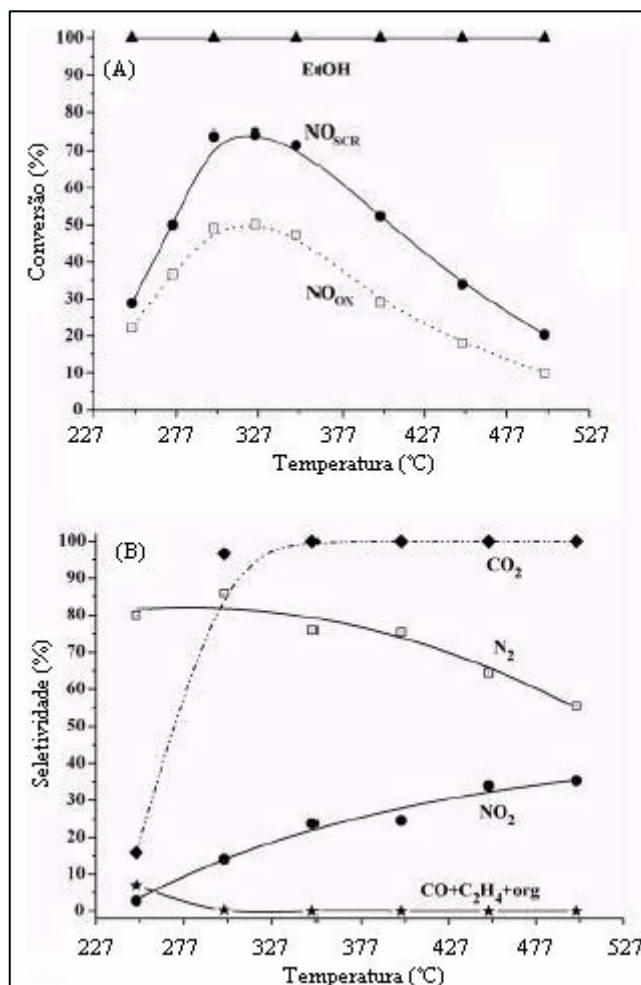 (A)
EtOH
NO_SCR
NO_OX
Conversão (%)
100
90
80
70
60
50
40
30
20
10
0
227 277 327 377 427 477 527
Temperatura (°C)
(B)
CO₂
N₂
NO₂
CO+C₂H₄+org
Seletividade (%)
100
90
80
70
60
50
40
30
20
10
0
227 277 327 377 427 477 527
Temperatura (°C)